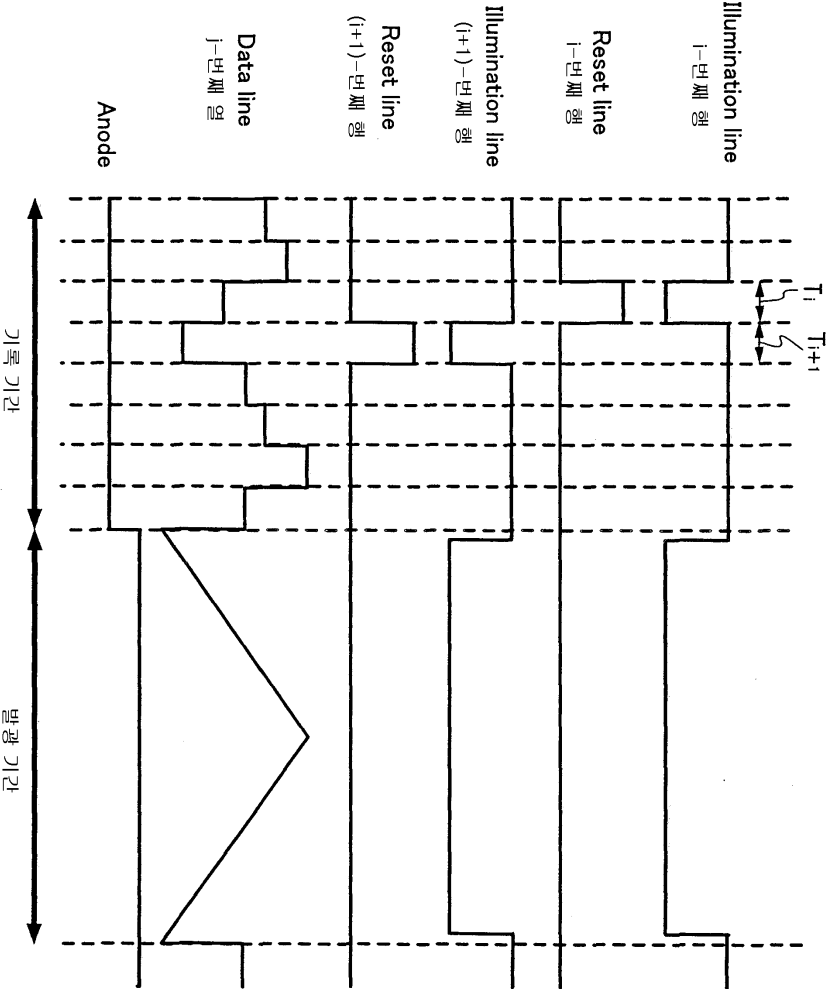 Illumination line
i-번째 행
Reset line
i-번째 행
Illumination line
(i+1)-번째 행
Reset line
(i+1)-번째 행
Data line
j-번째 열
Anode
Ti
Ti+1
기록 기간
발광 기간